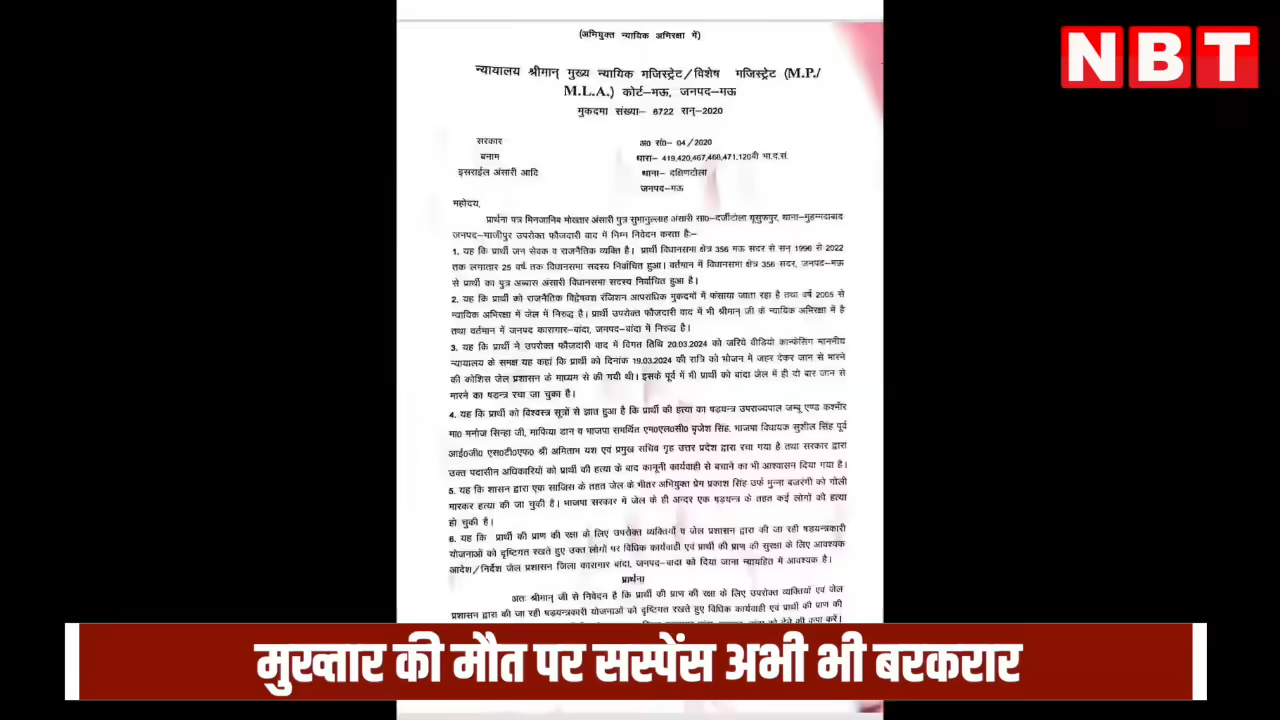 (अभियुक्त न्यायिक अभिरक्षा में)
NBT
न्यायालय श्रीमान् मुख्य न्यायिक मजिस्ट्रेट/विशेष मजिस्ट्रेट (M.P./
M.L.A.) कोर्ट–मऊ, जनपद–मऊ
मुकदमा संख्या– 6722 सन्–2020
सरकार
अ0 सं0– 04/2020
बनाम
धारा– 419,420,467,468,471,120वी भा.द.सं.
इसराईल अंसारी आदि
थाना– दक्षिणटोला
जनपद–मऊ
महोदय,
प्रार्थना पत्र मिनजानिब मोख्तार अंसारी पुत्र सुभानुल्लाह अंसारी सा0–दर्जीटोला यूसुफपुर, थाना–मुहम्मदाबाद
जनपद–गाजीपुर उपरोक्त फौजदारी वाद में निम्न निवेदन करता है:–
1. यह कि प्रार्थी जन सेवक व राजनैतिक व्यक्ति है। प्रार्थी विधानसभा क्षेत्र 356 मऊ सदर से सन् 1996 से 2022
तक लगातार 25 वर्ष तक विधानसभा सदस्य निर्वाचित हुआ। वर्तमान में विधानसभा क्षेत्र 356 सदर, जनपद–मऊ
से प्रार्थी का पुत्र अब्बास अंसारी विधानसभा सदस्य निर्वाचित हुआ है।
2. यह कि प्रार्थी को राजनैतिक विद्वेषवश रंजिशन आपराधिक मुकदमों में फंसाया जाता रहा है तथा वर्ष 2005 से
न्यायिक अभिरक्षा में जेल में निरुद्ध है। प्रार्थी उपरोक्त फौजदारी वाद में भी श्रीमान् जी के न्यायिक अभिरक्षा में है
तथा वर्तमान में जनपद कारागार–बांदा, जनपद–बांदा में निरुद्ध है।
3. यह कि प्रार्थी ने उपरोक्त फौजदारी वाद में विगत तिथि 20.03.2024 को जरिये वीडियो कान्फेंसिंग माननीय
न्यायालय के समक्ष यह कहा कि प्रार्थी को दिनांक 19.03.2024 की रात्रि को भोजन में जहर देकर जान से मारने
की कोशिस जेल प्रशासन के माध्यम से की गयी थी। इसके पूर्व में भी प्रार्थी को बांदा जेल में ही दो बार जान से
मारने का षडयन्त्र रचा जा चुका है।
4. यह कि प्रार्थी को विश्वस्त्र सूत्रों से ज्ञात हुआ है कि प्रार्थी की हत्या का षडयन्त्र उपराज्यपाल जम्बू एण्ड कश्मीर
मा0 मनोज सिन्हा जी, माफिया डान व भाजपा समर्थित एम0एल0सी0 बृजेश सिंह, भाजपा विधायक सुशील सिंह पूर्व
आई0जी0 एस0टी0एफ0 श्री अमिताभ यश एवं प्रमुख सचिव गृह उत्तर प्रदेश द्वारा रचा गया है तथा सरकार द्वारा
उक्त पदासीन अधिकारियों को प्रार्थी की हत्या के बाद कानूनी कार्यवाही से बचाने का भी आश्वासन दिया गया है।
5. यह कि शासन द्वारा एक साजिस के तहत जेल के भीतर अभियुक्त प्रेम प्रकाश सिंह उर्फ मुन्ना बजरंगी को गोली
मारकर हत्या की जा चुकी है। भाजपा सरकार में जेल के ही अन्दर एक षडयन्त्र के तहत कई लोगों की हत्या
हो चुकी है।
6. यह कि प्रार्थी की प्राण की रक्षा के लिए उपरोक्त व्यक्तियों व जेल प्रशासन द्वारा की जा रही षडयन्त्रकारी
योजनाओं को दृष्टिगत रखते हुए उक्त लोगों पर विधिक कार्यवाही एवं प्रार्थी की प्राण की सुरक्षा के लिए आवश्यक
आदेश/निर्देश जेल प्रशासन जिला कारागार बांदा, जनपद–बांदा को दिया जाना न्यायहित में आवश्यक है।
प्रार्थना
अतः श्रीमान् जी से निवेदन है कि प्रार्थी की प्राण की रक्षा के लिए उपरोक्त व्यक्तियों एवं जेल
प्रशासन द्वारा की जा रही षडयन्त्रकारी योजनाओं को दृष्टिगत रखते हुए विधिक कार्यवाही एवं प्रार्थी की प्राण की
मुख्तार की मौत पर सस्पेंस अभी भी बरकरार